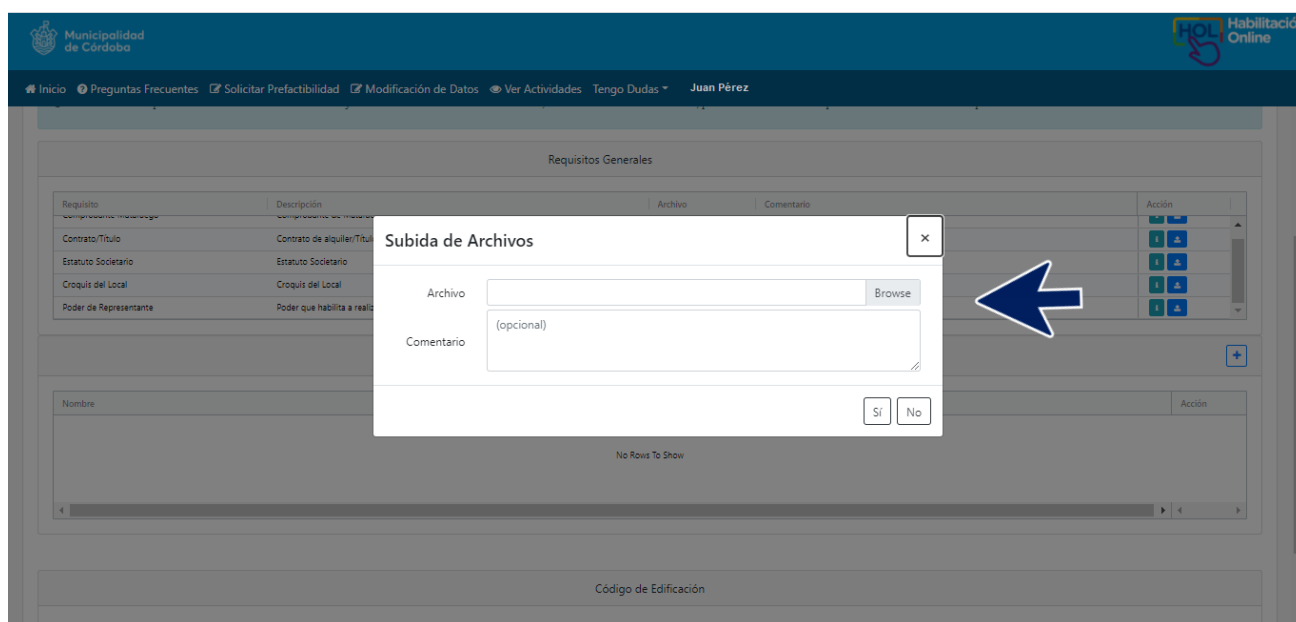 Municipalidad
de Córdoba
HOL
Habilitació
Online
Inicio Preguntas Frecuentes Solicitar Prefactibilidad Modificación de Datos Ver Actividades Tengo Dudas Juan Pérez
Requisitos Generales
Requisito Descripción Archivo Comentario Acción
Contrato/Título Contrato de alquiler/Títul
Estatuto Societario Estatuto Societario
Croquis del Local Croquis del Local
Poder de Representante Poder que habilita a realiz
Subida de Archivos ×
Archivo Browse
Comentario (opcional)
Sí No
Nombre Acción
No Rows To Show
Código de Edificación